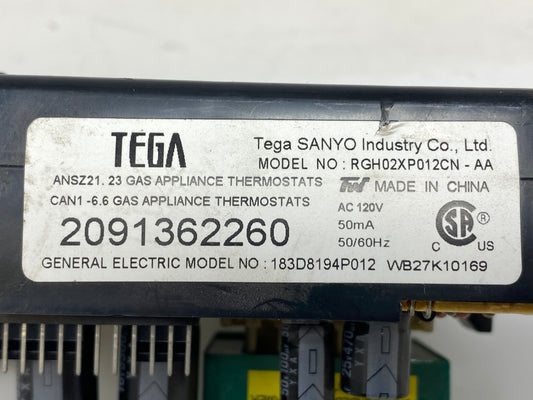 TEGA
Tega SANYO Industry Co., Ltd.
MODEL NO : RGH02XP012CN - AA
ANSZ21. 23 GAS APPLIANCE THERMOSTATS
MADE IN CHINA
CAN1 -6.6 GAS APPLIANCE THERMOSTATS
AC 120V
50mA
50/60Hz
SA
®
C US
2091362260
GENERAL ELECTRIC MODEL NO : 183D8194P012 WB27K10169